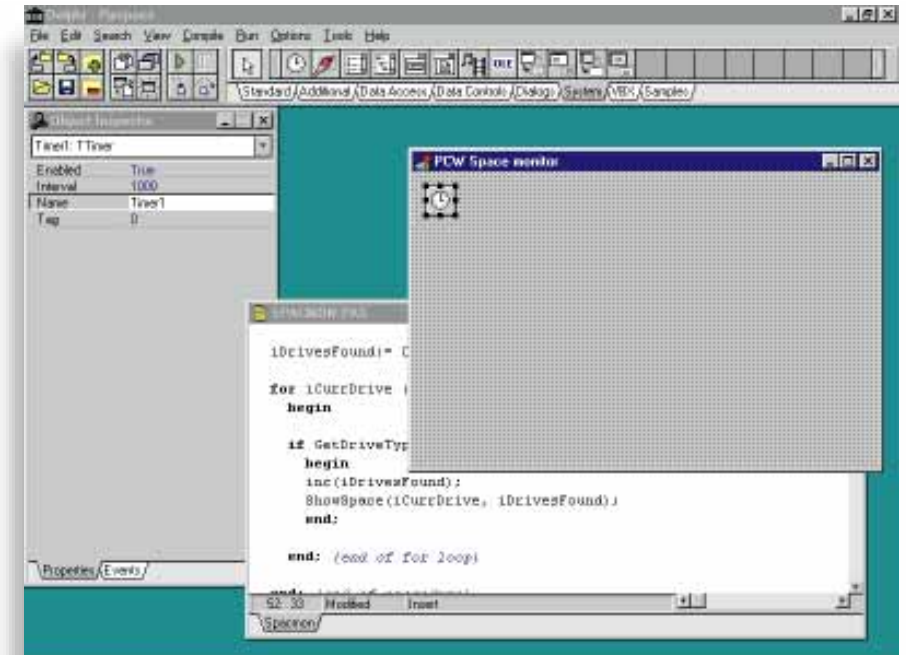 Delphi -
File Edit Search View Compile Run Options Tools Help
OLE
Standard Additional Data Access Data Controls Dialogs System VBX Samples
Object Inspector
Timer1: TTimer
Enabled True
Interval 1000
Name Timer1
Tag 0
Properties Events
PCW Space monitor
SPACMON.PAS
iDrivesFound:=
for iCurrDrive
begin
if GetDriveTyp
begin
inc(iDrivesFound);
ShowSpace(iCurrDrive, iDrivesFound);
end;
end; {end of for loop}
52: 33 Modified Insert
Spacmon